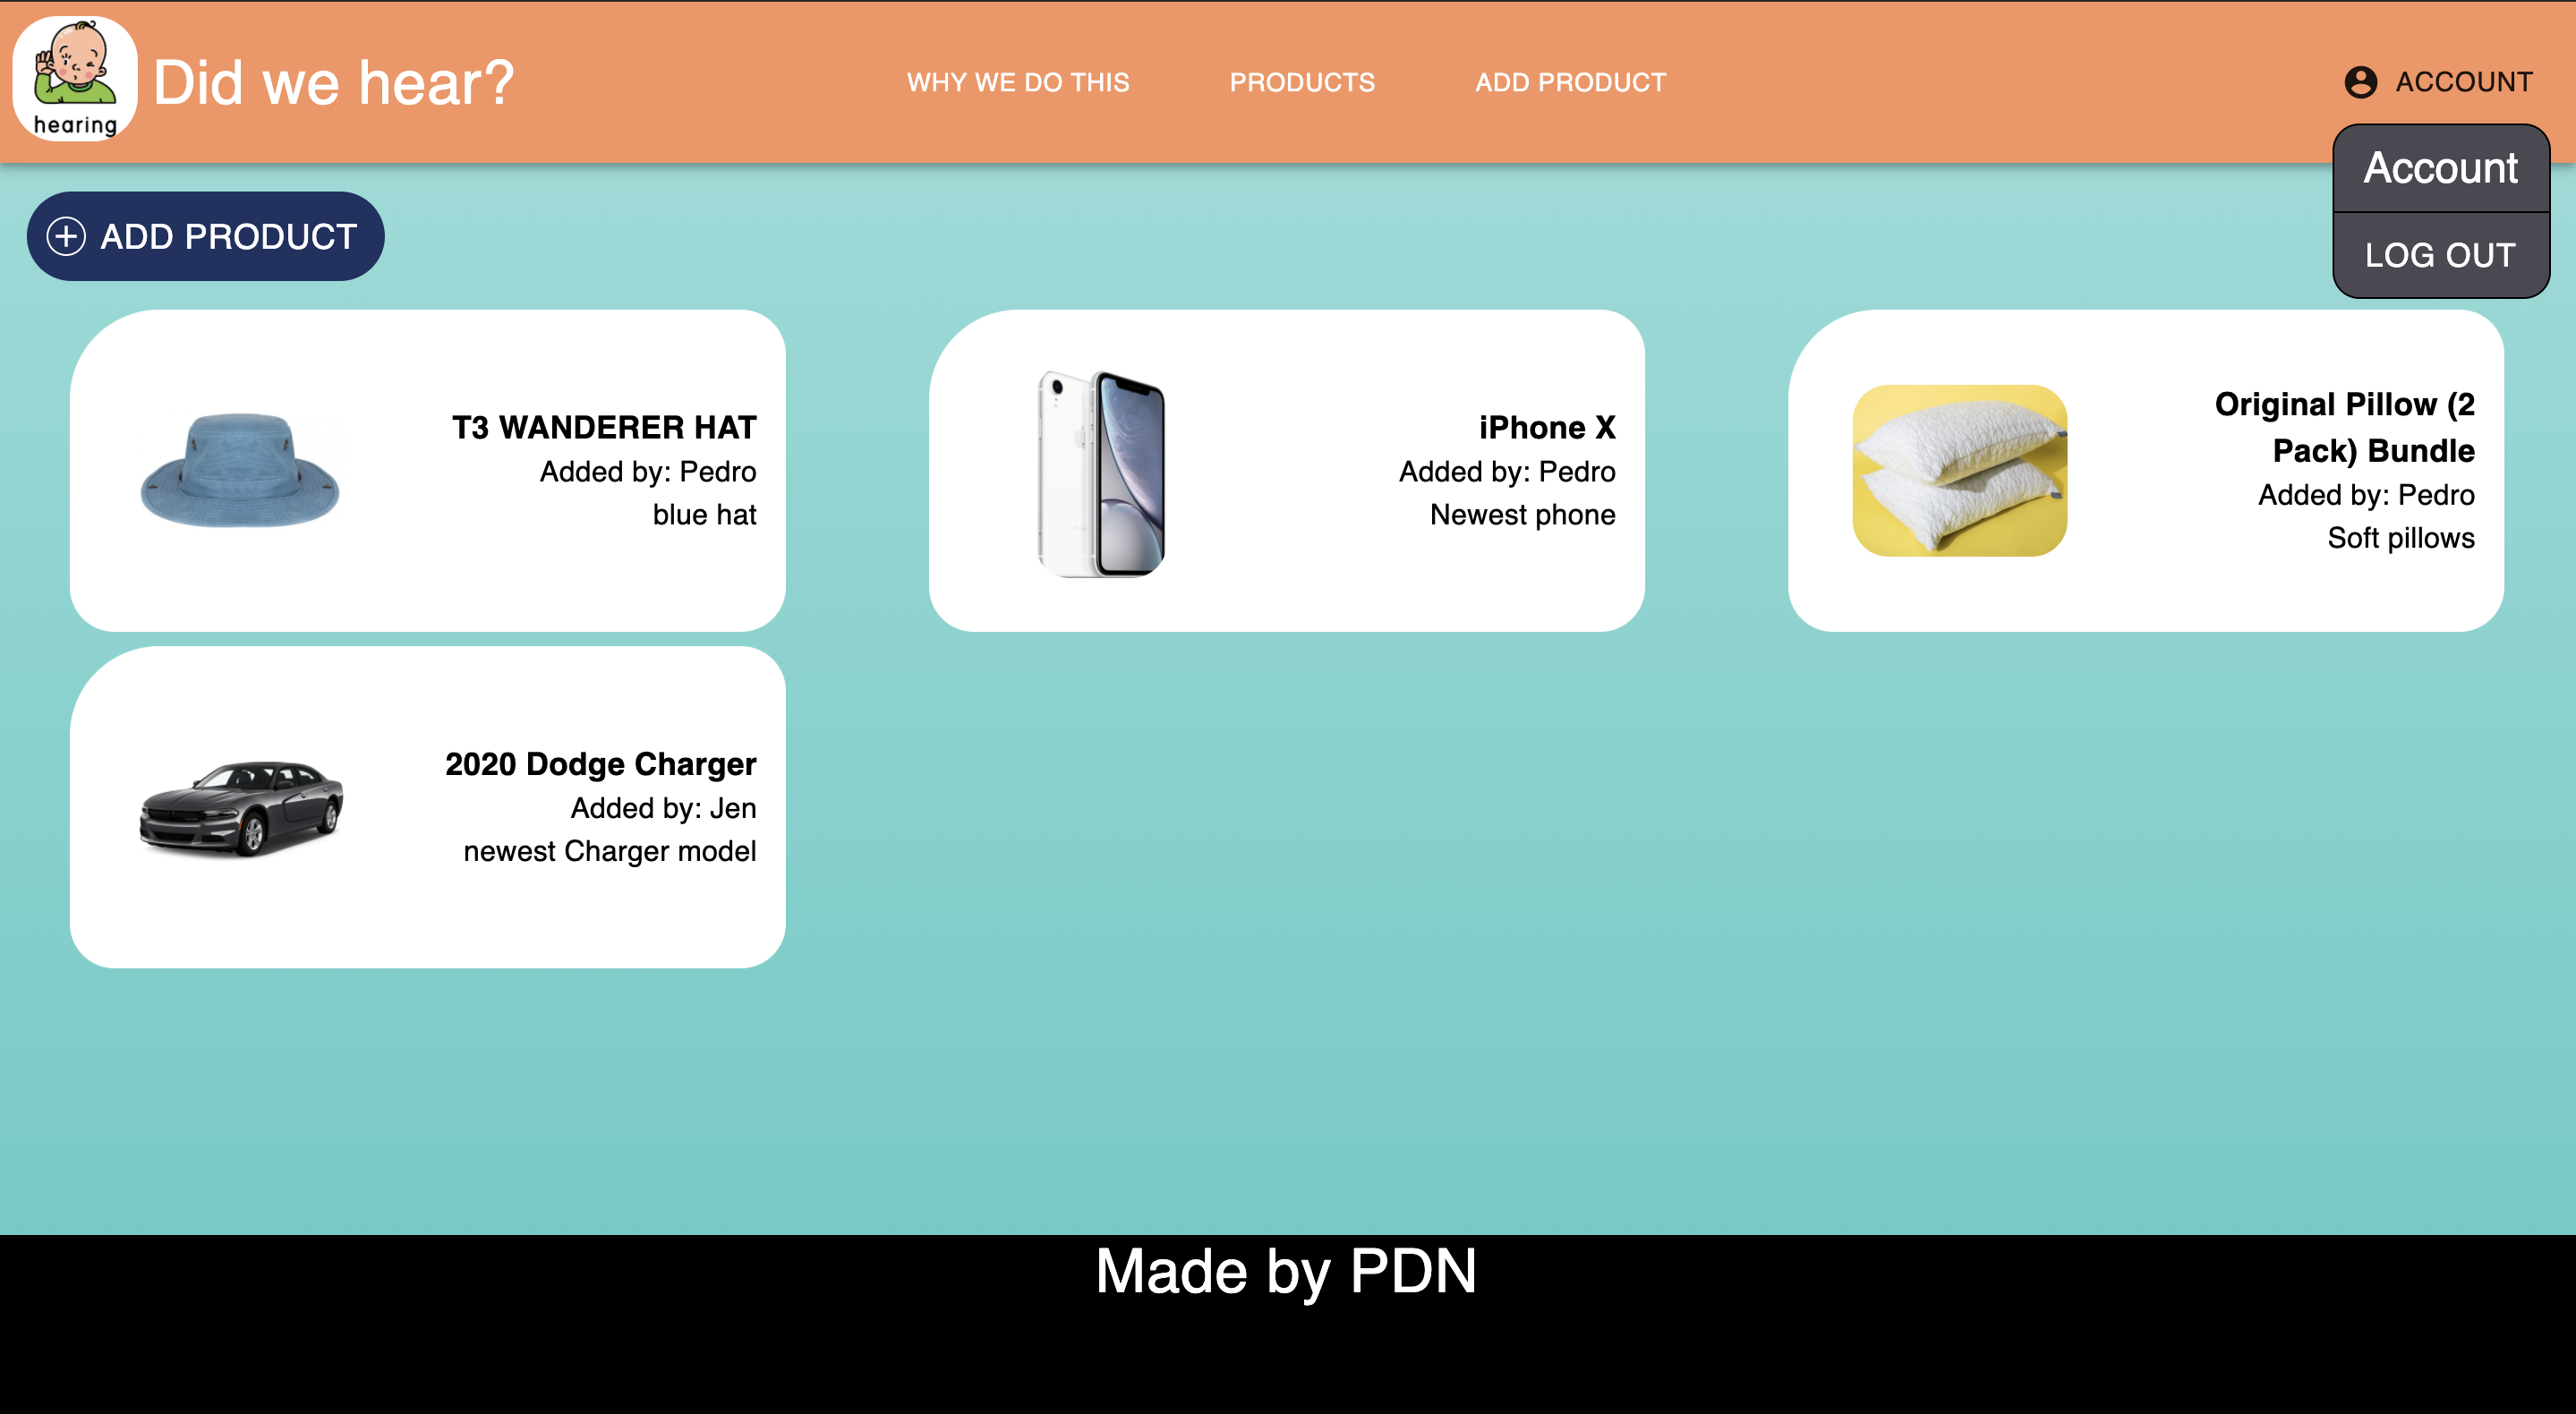 hearing
Did we hear?
WHY WE DO THIS
PRODUCTS
ADD PRODUCT
ACCOUNT
Account
LOG OUT
ADD PRODUCT
T3 WANDERER HAT
Added by: Pedro
blue hat
iPhone X
Added by: Pedro
Newest phone
Original Pillow (2
Pack) Bundle
Added by: Pedro
Soft pillows
2020 Dodge Charger
Added by: Jen
newest Charger model
Made by PDN